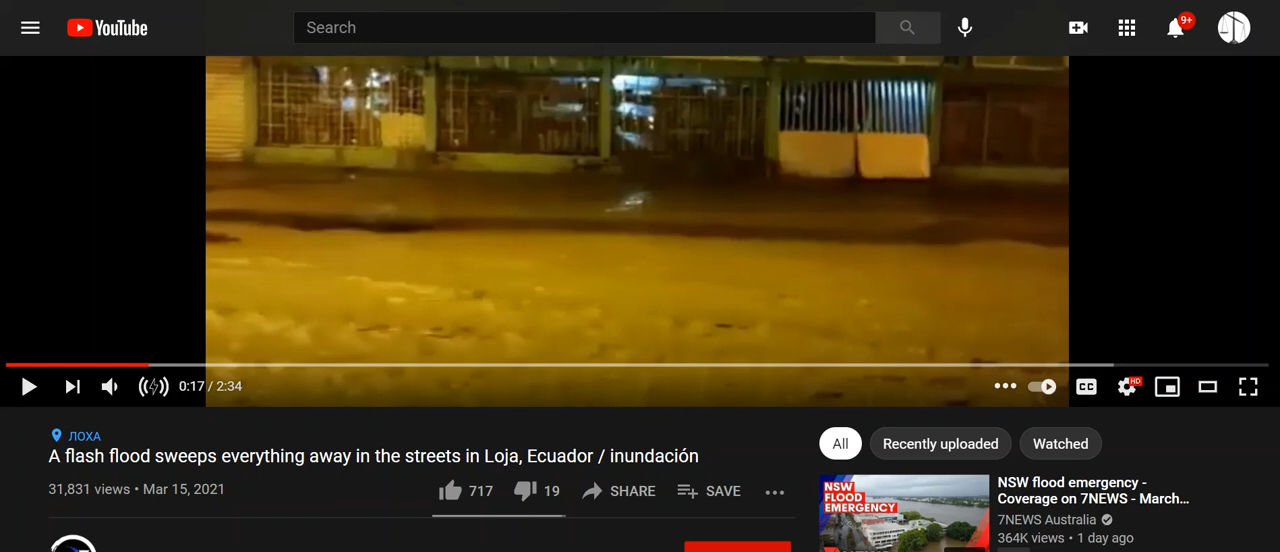 YouTube
Search
9+
0:17 / 2:34
CC
HD
ЛОХА
A flash flood sweeps everything away in the streets in Loja, Ecuador / inundación
31,831 views • Mar 15, 2021
717
19
SHARE
SAVE
All
Recently uploaded
Watched
NSW
FLOOD
EMERGENCY
NSW flood emergency -
Coverage on 7NEWS - March...
7NEWS Australia
364K views • 1 day ago